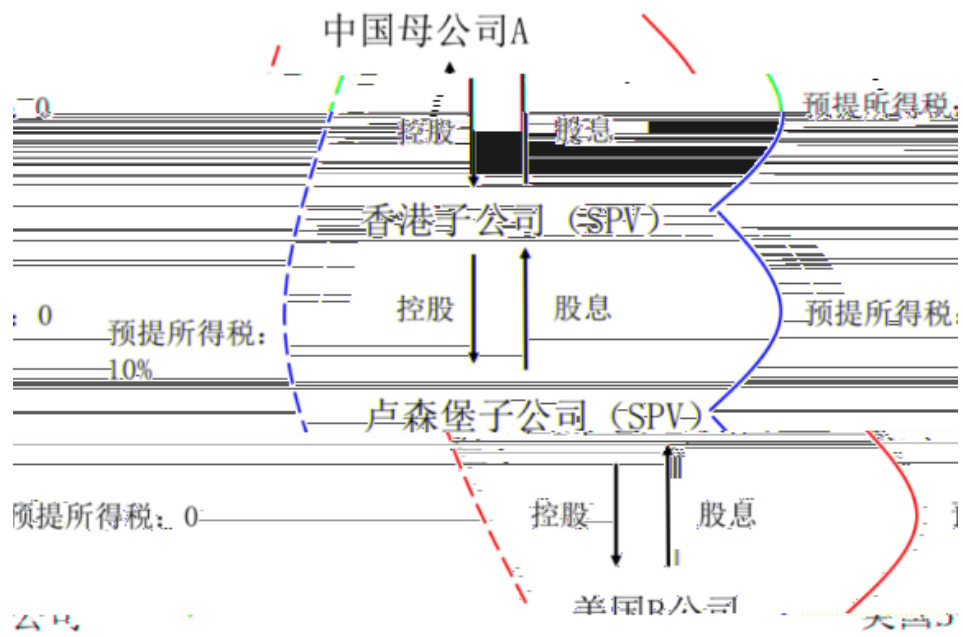 中国母公司A
: 0
预提所得税:
控股
股息
香港子公司（SPV）
: 0
控股
股息
预提所得税:
预提所得税:
10%
卢森堡子公司（SPV）
预提所得税: 0
控股
股息
美国B公司
公司